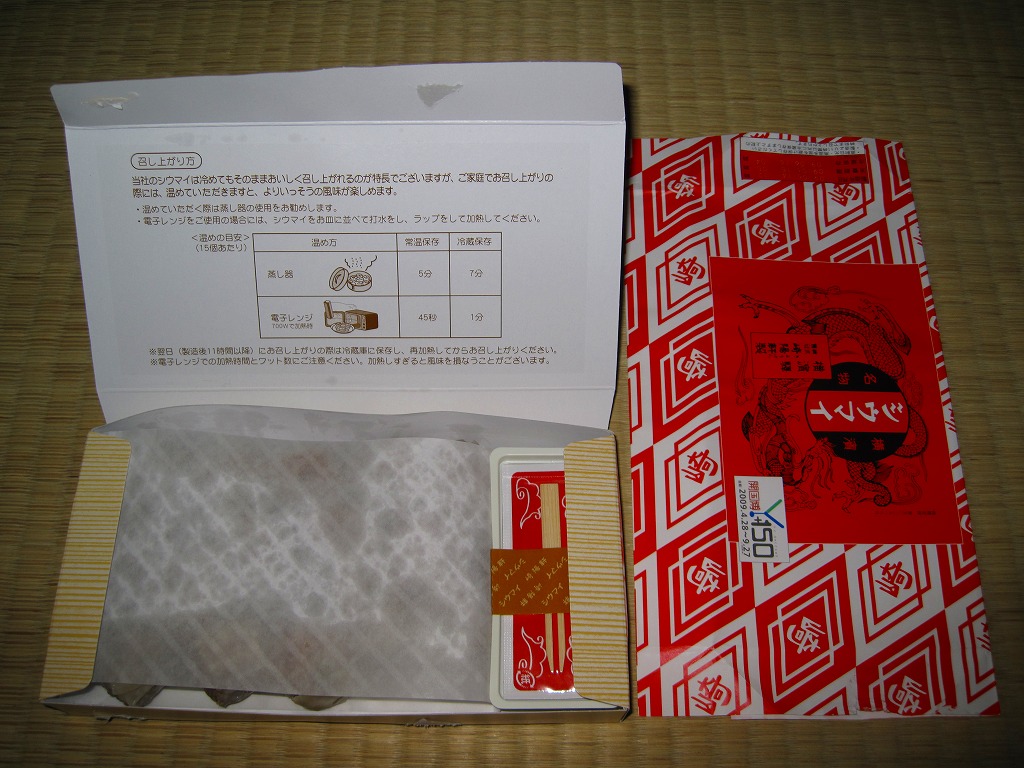 召し上がり方
当社のシウマイは冷めてもそのままおいしく召し上がれるのが特長でございますが、ご家庭でお召し上がりの
際には、温めていただきますと、よりいっそうの風味が楽しめます。
・温めていただく際は蒸し器の使用をお勧めします。
・電子レンジをご使用の場合には、シウマイをお皿に並べて打水をし、ラップをして加熱してください。
<温めの目安>
(15個あたり)
温め方 常温保存 冷蔵保存
蒸し器 5分 7分
電子レンジ 45秒 1分
700Wで加熱時
※翌日(製造後11時間以降)にお召し上がりの際は冷蔵庫に保存し、再加熱してからお召し上がりください。
※電子レンジでの加熱時間とワット数にご注意ください。加熱しすぎると風味を損なうことがございます。
シウマイ
崎
名物
シウマイ
横濱
Y150
2009.4.28~9.27